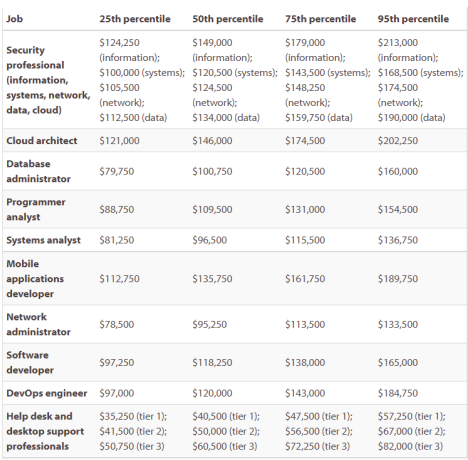 Job 25th percentile 50th percentile 75th percentile 95th percentile
Security professional (information, systems, network, data, cloud) $124,250 (information); $100,000 (systems); $105,500 (network); $112,500 (data) $149,000 (information); $120,500 (systems); $124,500 (network); $134,000 (data) $179,000 (information); $143,500 (systems); $148,250 (network); $159,750 (data) $213,000 (information); $168,500 (systems); $174,500 (network); $190,000 (data)
Cloud architect $121,000 $146,000 $174,500 $202,250
Database administrator $79,750 $100,750 $120,500 $160,000
Programmer analyst $88,750 $109,500 $131,000 $154,500
Systems analyst $81,250 $96,500 $115,500 $136,750
Mobile applications developer $112,750 $135,750 $161,750 $189,750
Network administrator $78,500 $95,250 $113,500 $133,500
Software developer $97,250 $118,250 $138,000 $165,000
DevOps engineer $97,000 $120,000 $143,000 $184,750
Help desk and desktop support professionals $35,250 (tier 1); $41,500 (tier 2); $50,750 (tier 3) $40,500 (tier 1); $50,000 (tier 2); $60,500 (tier 3) $47,500 (tier 1); $56,500 (tier 2); $72,250 (tier 3) $57,250 (tier 1); $67,000 (tier 2); $82,000 (tier 3)